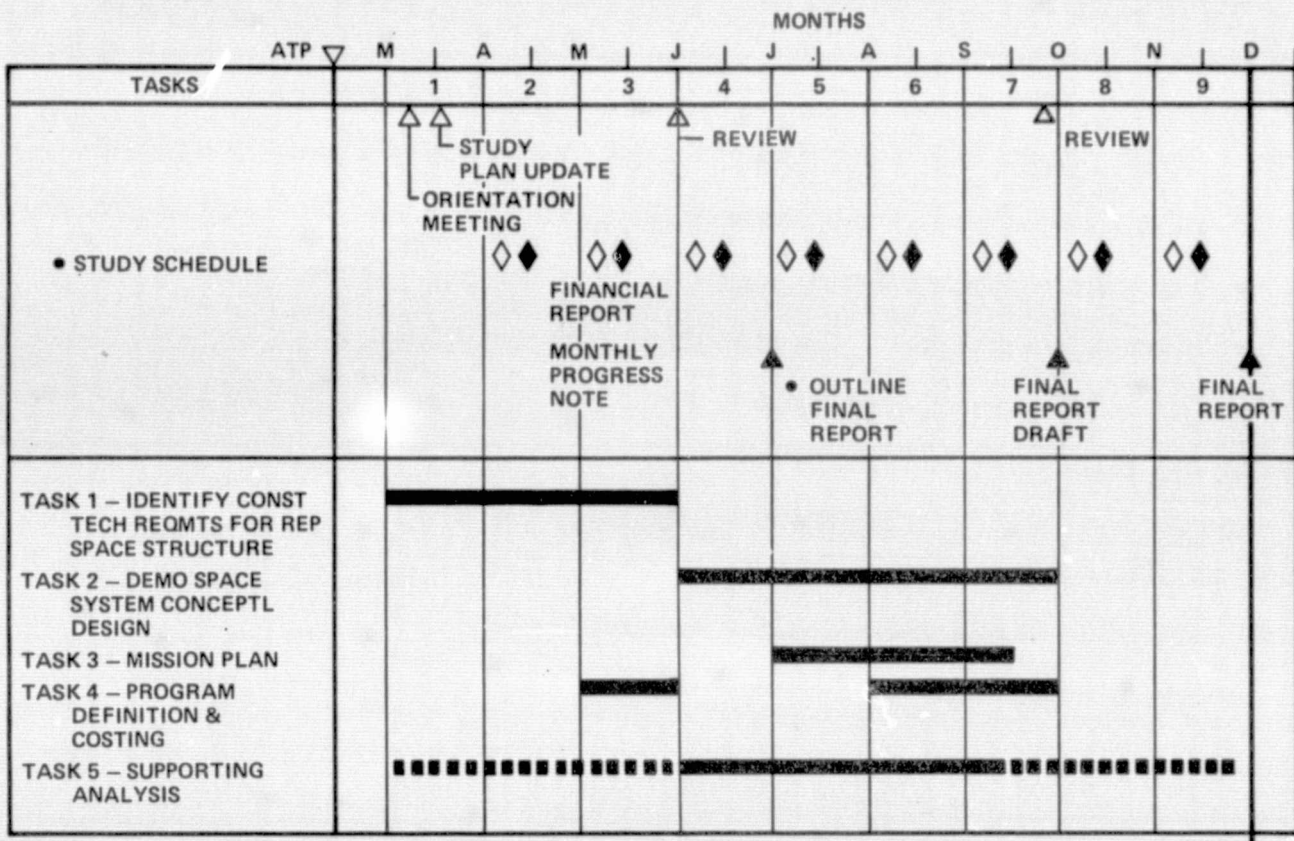 MONTHS
ATP M A M J J A S O N D
TASKS 1 2 3 4 5 6 7 8 9
STUDY
PLAN UPDATE
REVIEW
REVIEW
ORIENTATION
MEETING
• STUDY SCHEDULE
FINANCIAL
REPORT
MONTHLY
PROGRESS
NOTE
• OUTLINE
FINAL
REPORT
FINAL
REPORT
DRAFT
FINAL
REPORT
TASK 1 – IDENTIFY CONST
TECH REQMTS FOR REP
SPACE STRUCTURE
TASK 2 – DEMO SPACE
SYSTEM CONCEPTL
DESIGN
TASK 3 – MISSION PLAN
TASK 4 – PROGRAM
DEFINITION &
COSTING
TASK 5 – SUPPORTING
ANALYSIS